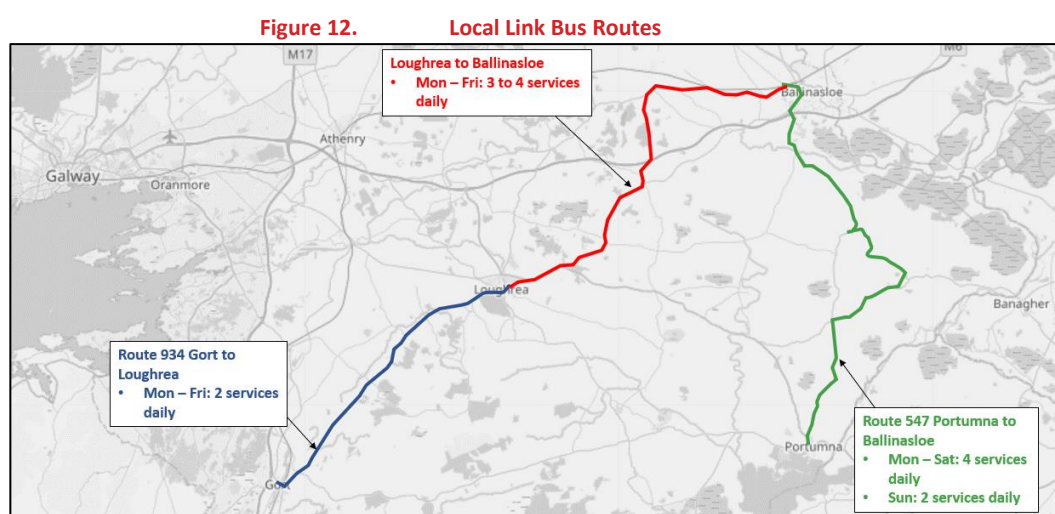 Figure 12. Local Link Bus Routes
M17
M6
Loughrea to Ballinasloe
• Mon – Fri: 3 to 4 services
daily
Ballinasloe
Athenry
Galway
Oranmore
Loughrea
Banagher
Route 934 Gort to
Loughrea
• Mon – Fri: 2 services
daily
Route 547 Portumna to
Ballinasloe
• Mon – Sat: 4 services
daily
• Sun: 2 services daily
Portumna
Gort